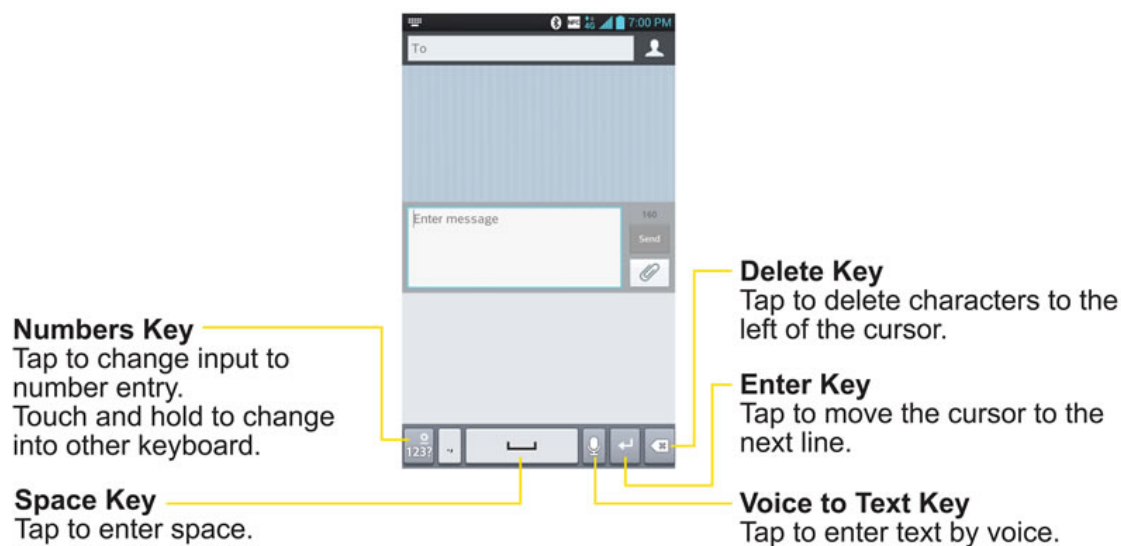 NFC 4G 7:00 PM
To
Enter message
160
Send
Delete Key
Tap to delete characters to the
left of the cursor.
Numbers Key
Tap to change input to
number entry.
Touch and hold to change
into other keyboard.
Enter Key
Tap to move the cursor to the
next line.
123?
.,
Space Key
Tap to enter space.
Voice to Text Key
Tap to enter text by voice.